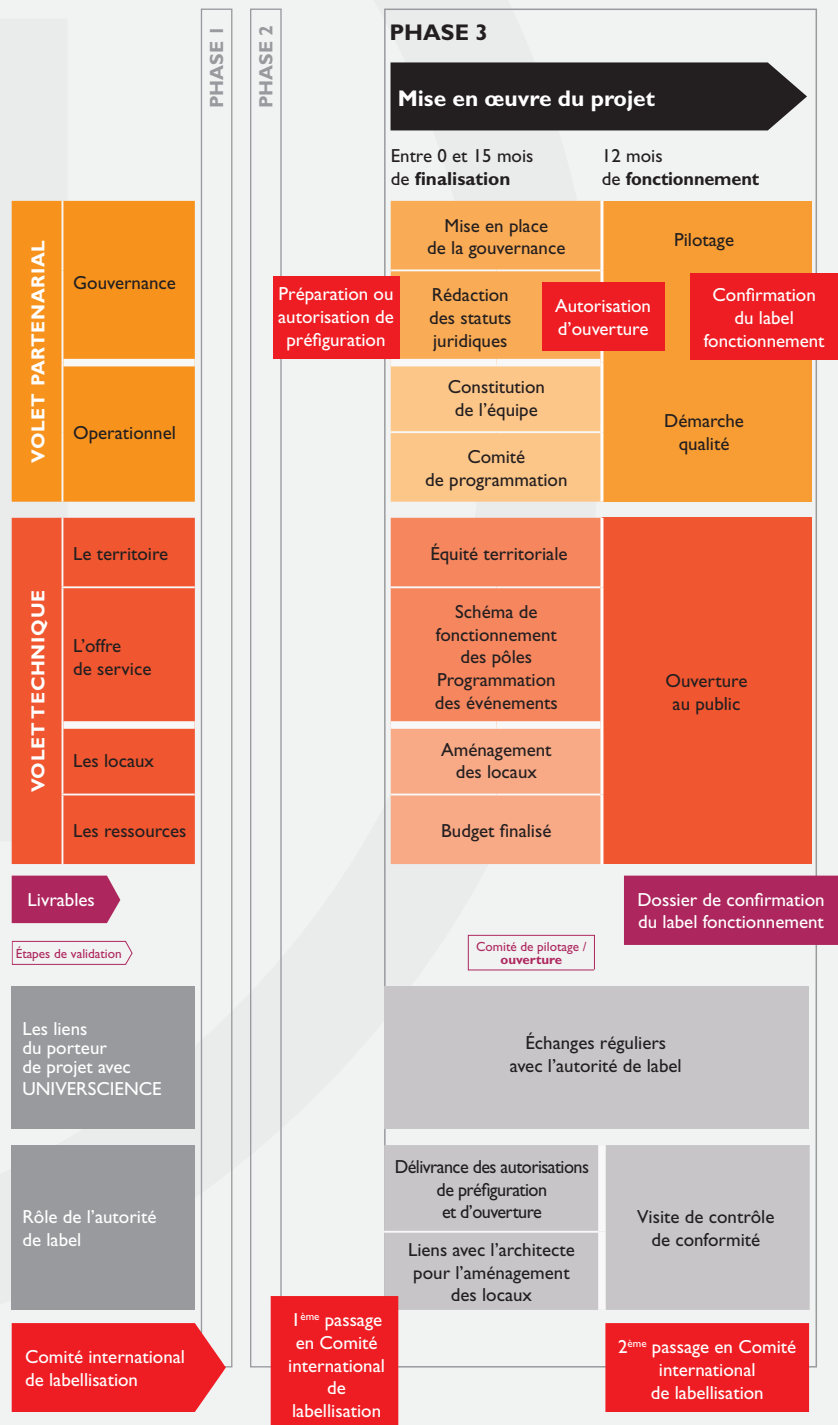 PHASE 1
PHASE 2
PHASE 3
Mise en œuvre du projet
Entre 0 et 15 mois
de finalisation
12 mois
de fonctionnement
VOLET PARTENARIAL
Gouvernance
Mise en place
de la gouvernance
Pilotage
Préparation ou
autorisation de
préfiguration
Rédaction
des statuts
juridiques
Autorisation
d'ouverture
Confirmation
du label
fonctionnement
Operationnel
Constitution
de l'équipe
Comité
de programmation
Démarche
qualité
VOLET TECHNIQUE
Le territoire
Équité territoriale
L'offre
de service
Schéma de
fonctionnement
des pôles
Programmation
des événements
Ouverture
au public
Les locaux
Aménagement
des locaux
Les ressources
Budget finalisé
Livrables
Dossier de confirmation
du label fonctionnement
Étapes de validation
Comité de pilotage /
ouverture
Les liens
du porteur
de projet avec
UNIVERSCIENCE
Échanges réguliers
avec l'autorité de label
Rôle de l'autorité
de label
Délivrance des autorisations
de préfiguration
et d'ouverture
Liens avec l'architecte
pour l'aménagement
des locaux
Visite de contrôle
de conformité
Comité international
de labellisation
1ème passage
en Comité
international
de
labellisation
2ème passage en Comité
international
de labellisation